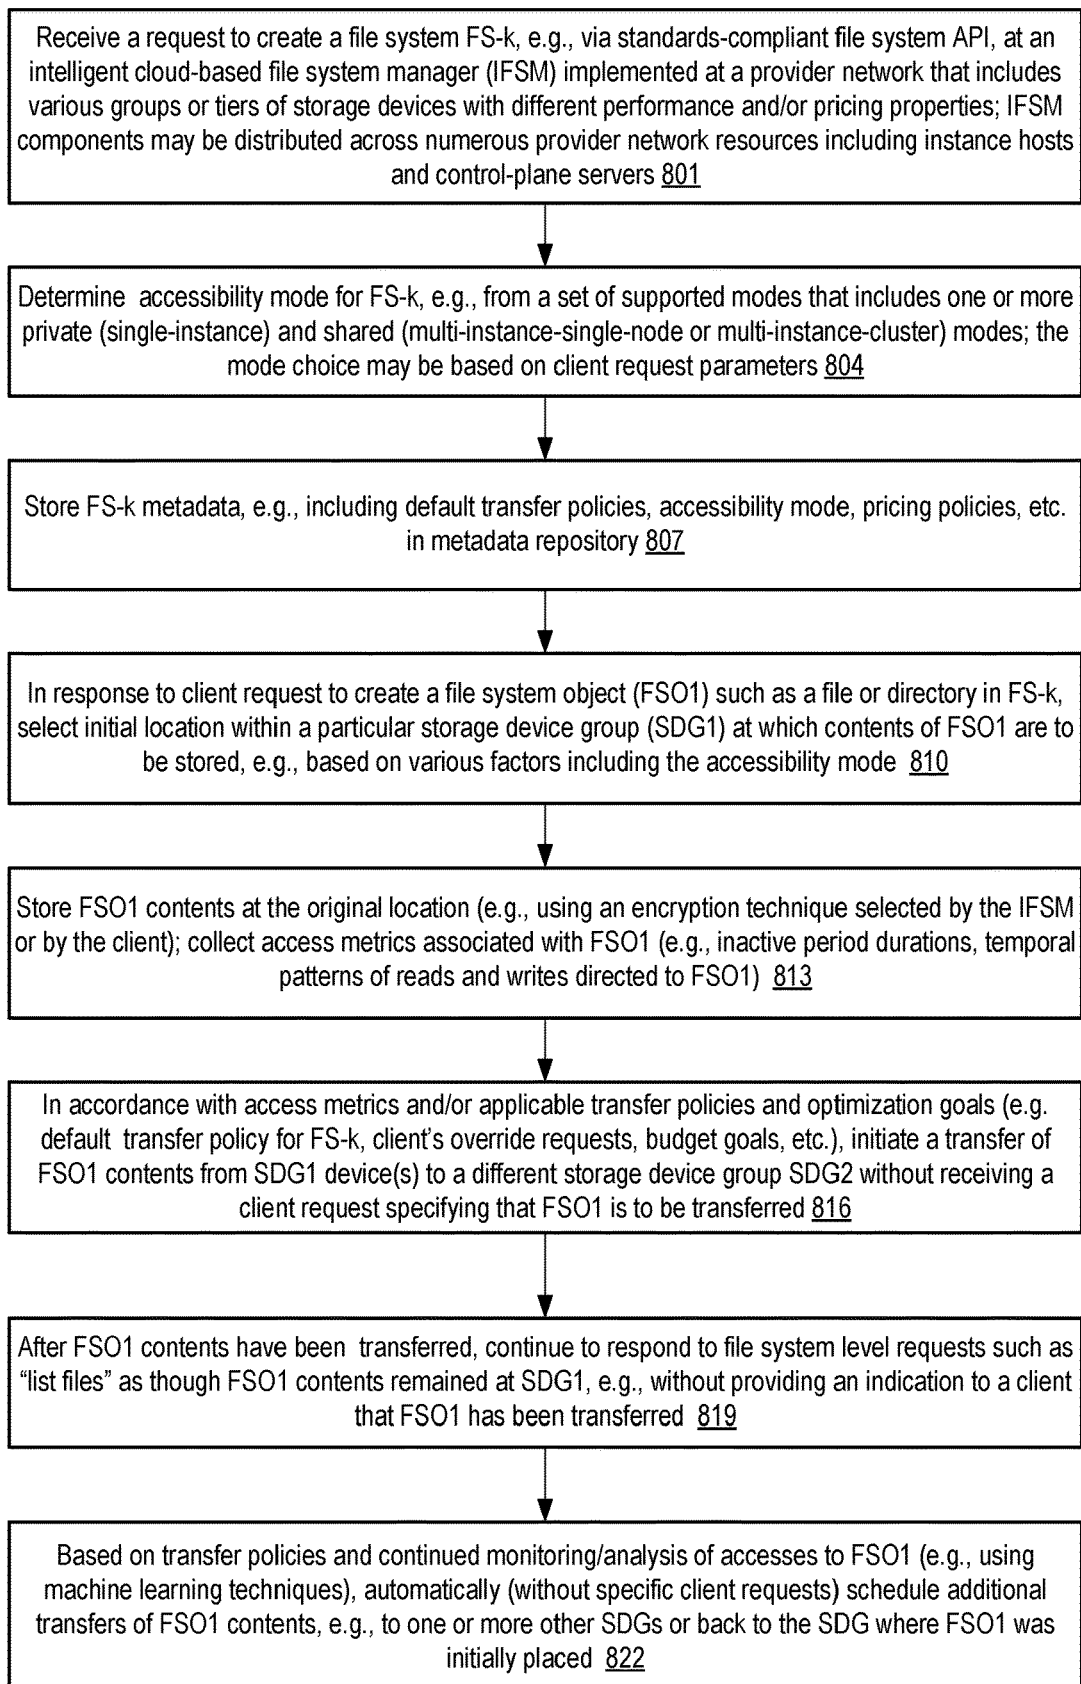 Receive a request to create a file system FS-k, e.g., via standards-compliant file system API, at an
intelligent cloud-based file system manager (IFSM) implemented at a provider network that includes
various groups or tiers of storage devices with different performance and/or pricing properties; IFSM
components may be distributed across numerous provider network resources including instance hosts
and control-plane servers 801
Determine accessibility mode for FS-k, e.g., from a set of supported modes that includes one or more
private (single-instance) and shared (multi-instance-single-node or multi-instance-cluster) modes; the
mode choice may be based on client request parameters 804
Store FS-k metadata, e.g., including default transfer policies, accessibility mode, pricing policies, etc.
in metadata repository 807
In response to client request to create a file system object (FSO1) such as a file or directory in FS-k,
select initial location within a particular storage device group (SDG1) at which contents of FSO1 are to
be stored, e.g., based on various factors including the accessibility mode 810
Store FSO1 contents at the original location (e.g., using an encryption technique selected by the IFSM
or by the client); collect access metrics associated with FSO1 (e.g., inactive period durations, temporal
patterns of reads and writes directed to FSO1) 813
In accordance with access metrics and/or applicable transfer policies and optimization goals (e.g.
default transfer policy for FS-k, client's override requests, budget goals, etc.), initiate a transfer of
FSO1 contents from SDG1 device(s) to a different storage device group SDG2 without receiving a
client request specifying that FSO1 is to be transferred 816
After FSO1 contents have been transferred, continue to respond to file system level requests such as
“list files” as though FSO1 contents remained at SDG1, e.g., without providing an indication to a client
that FSO1 has been transferred 819
Based on transfer policies and continued monitoring/analysis of accesses to FSO1 (e.g., using
machine learning techniques), automatically (without specific client requests) schedule additional
transfers of FSO1 contents, e.g., to one or more other SDGs or back to the SDG where FSO1 was
initially placed 822